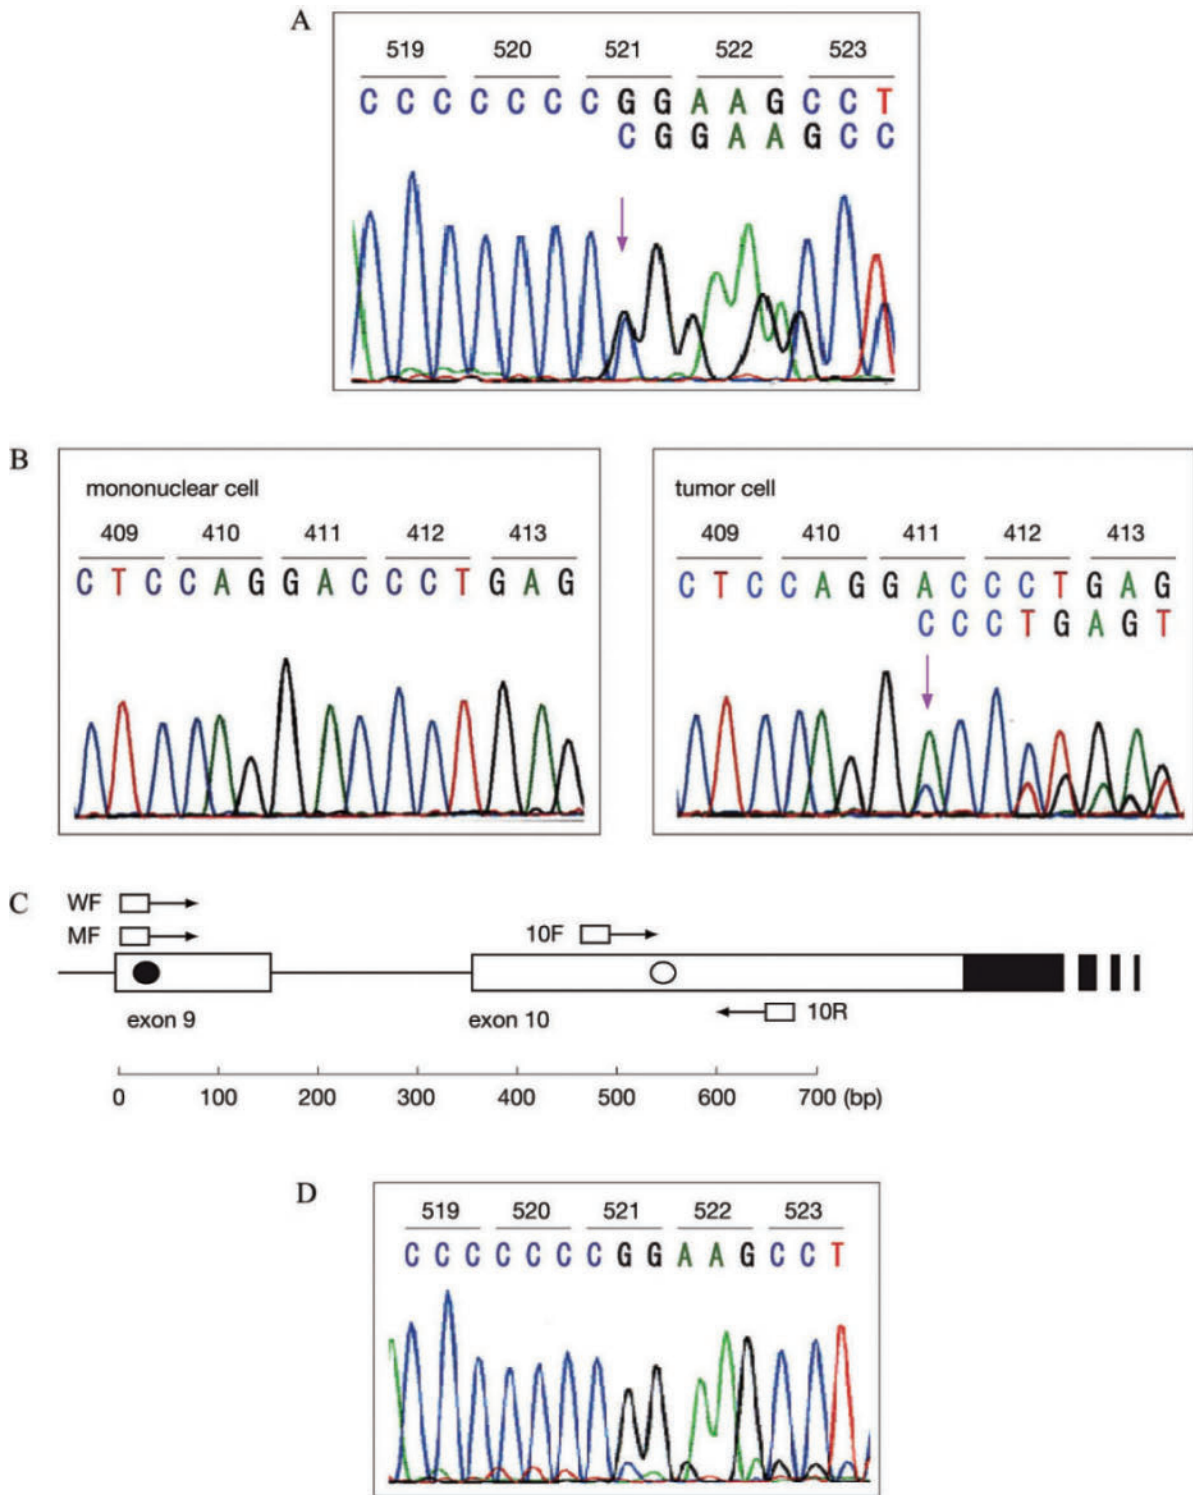 A
519 520 521 522 523
C C C C C C C G G A A G C C T
C G G A A G C C
B
mononuclear cell
409 410 411 412 413
C T C C A G G A C C C T G A G
tumor cell
409 410 411 412 413
C T C C A G G A C C C T G A G
C C C T G A G T
C
WF
MF
10F
exon 9
exon 10
10R
0 100 200 300 400 500 600 700 (bp)
D
519 520 521 522 523
C C C C C C C G G A A G C C T